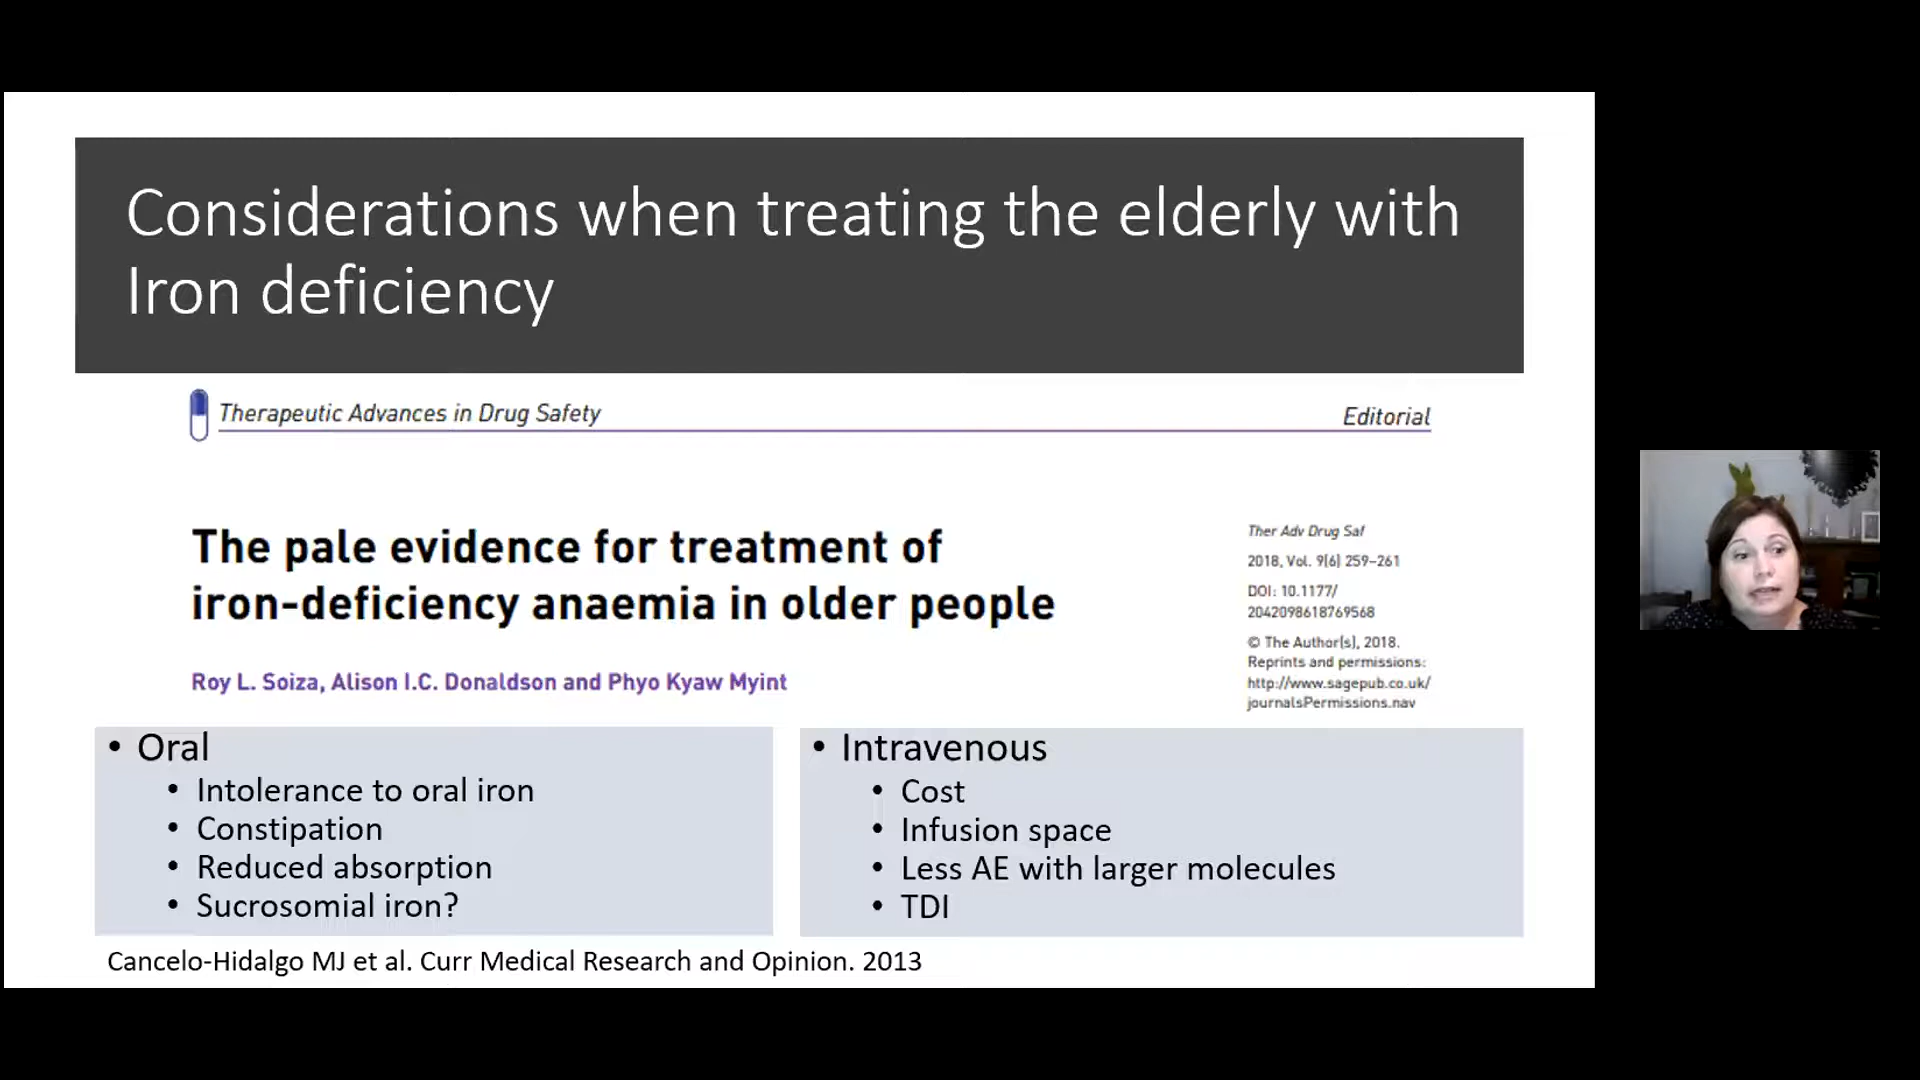 Considerations when treating the elderly with
Iron deficiency
Therapeutic Advances in Drug Safety
Editorial
The pale evidence for treatment of
iron-deficiency anaemia in older people
Roy L. Soiza, Alison I.C. Donaldson and Phyo Kyaw Myint
Ther Adv Drug Saf
2018, Vol. 9(6) 259–261
DOI: 10.1177/
2042098618769568
© The Author(s), 2018.
Reprints and permissions:
http://www.sagepub.co.uk/
journalsPermissions.nav
• Oral
• Intolerance to oral iron
• Constipation
• Reduced absorption
• Sucrosomial iron?
• Intravenous
• Cost
• Infusion space
• Less AE with larger molecules
• TDI
Cancelo-Hidalgo MJ et al. Curr Medical Research and Opinion. 2013